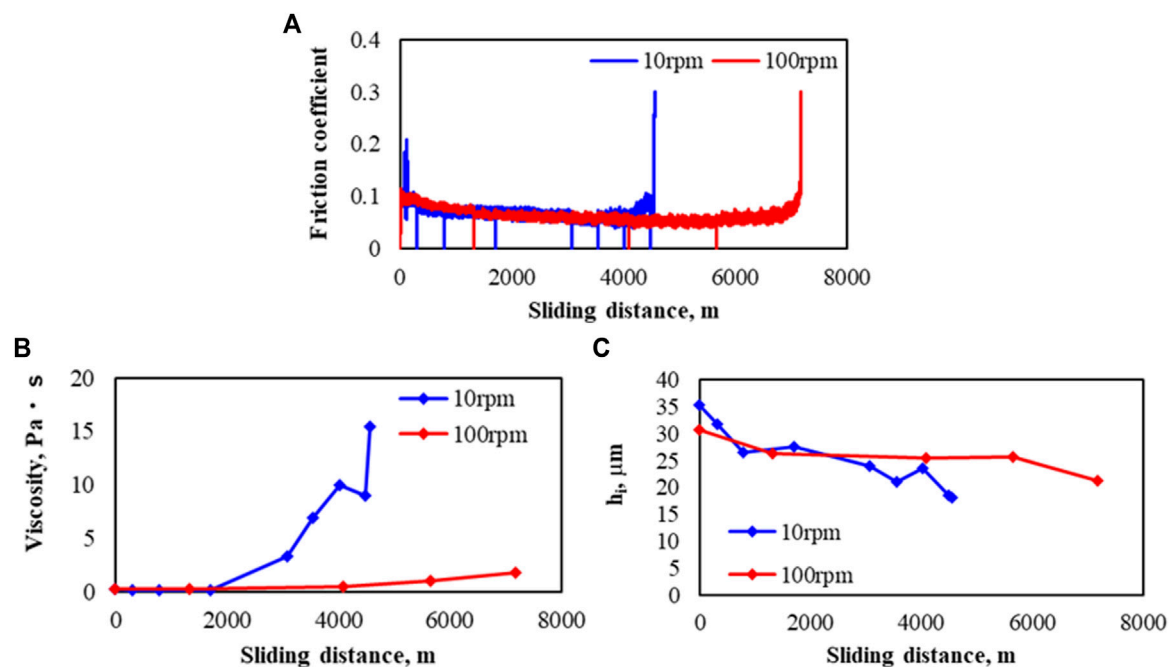 A
Friction coefficient
0.4
0.3
0.2
0.1
0
10rpm
100rpm
0 2000 4000 6000 8000
Sliding distance, m
B
Viscosity, Pa・s
20
15
10
5
0
10rpm
100rpm
0 2000 4000 6000 8000
Sliding distance, m
C
hᵢ, μm
40
35
30
25
20
15
10
5
0
10rpm
100rpm
0 2000 4000 6000 8000
Sliding distance, m